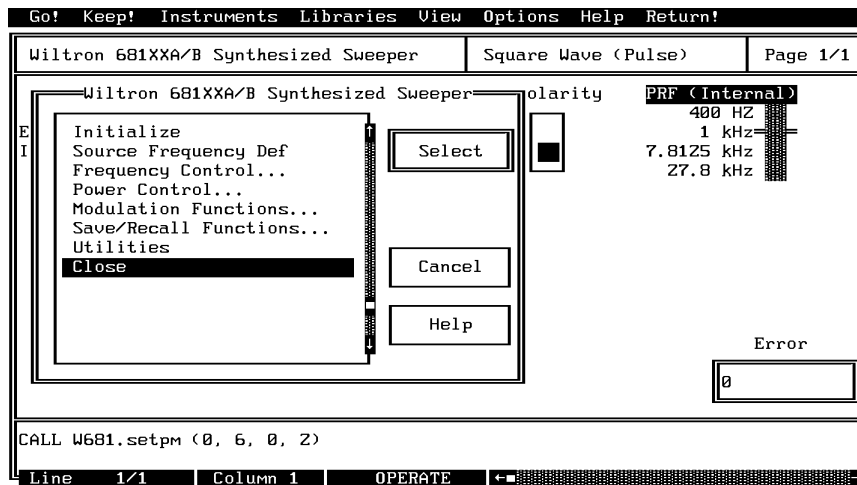 Go! Keep! Instruments Libraries View Options Help Return!
Wiltron 681XXA/B Synthesized Sweeper Square Wave (Pulse) Page 1/1
Wiltron 681XXA/B Synthesized Sweeper
olarity
PRF (Internal)
400 HZ
1 kHz
7.8125 kHz
27.8 kHz
E
I
Initialize
Source Frequency Def
Frequency Control...
Power Control...
Modulation Functions...
Save/Recall Functions...
Utilities
Close
Select
Cancel
Help
Error
0
CALL W681.setpm (0, 6, 0, 2)
Line 1/1 Column 1 OPERATE